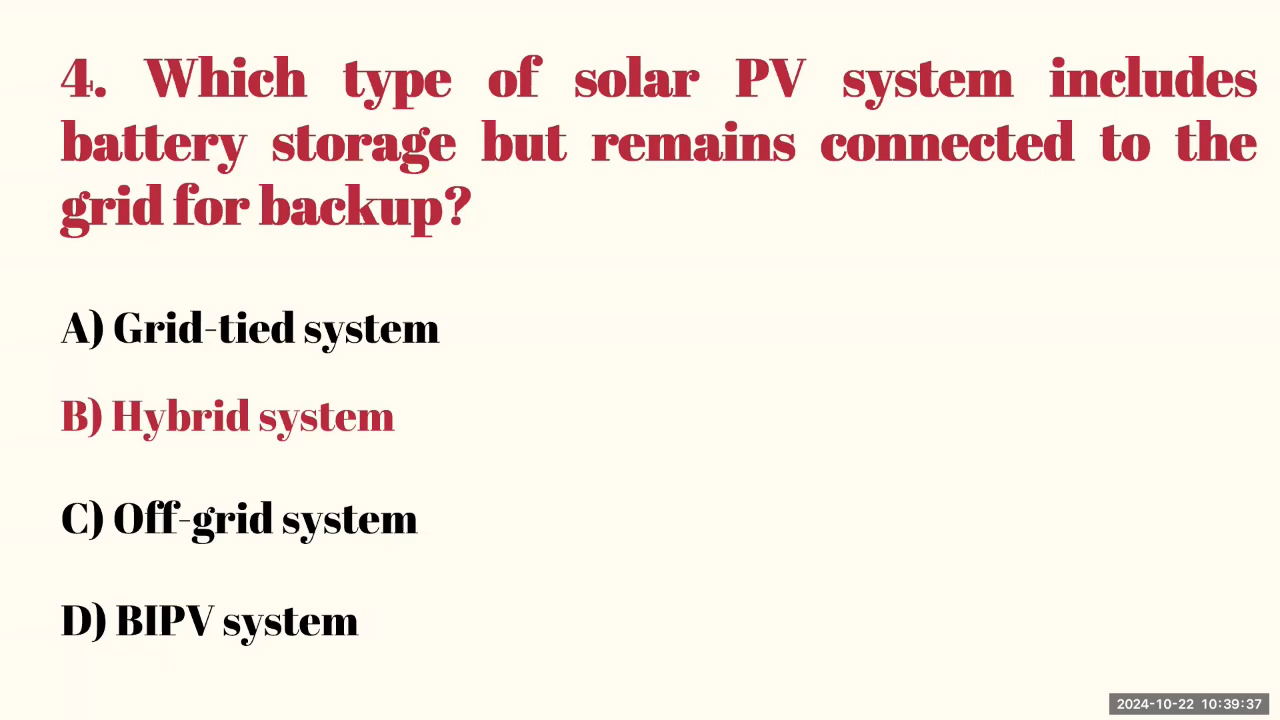 4. Which type of solar PV system includes
battery storage but remains connected to the
grid for backup?
A) Grid-tied system
B) Hybrid system
C) Off-grid system
D) BIPV system
2024-10-22 10:39:37